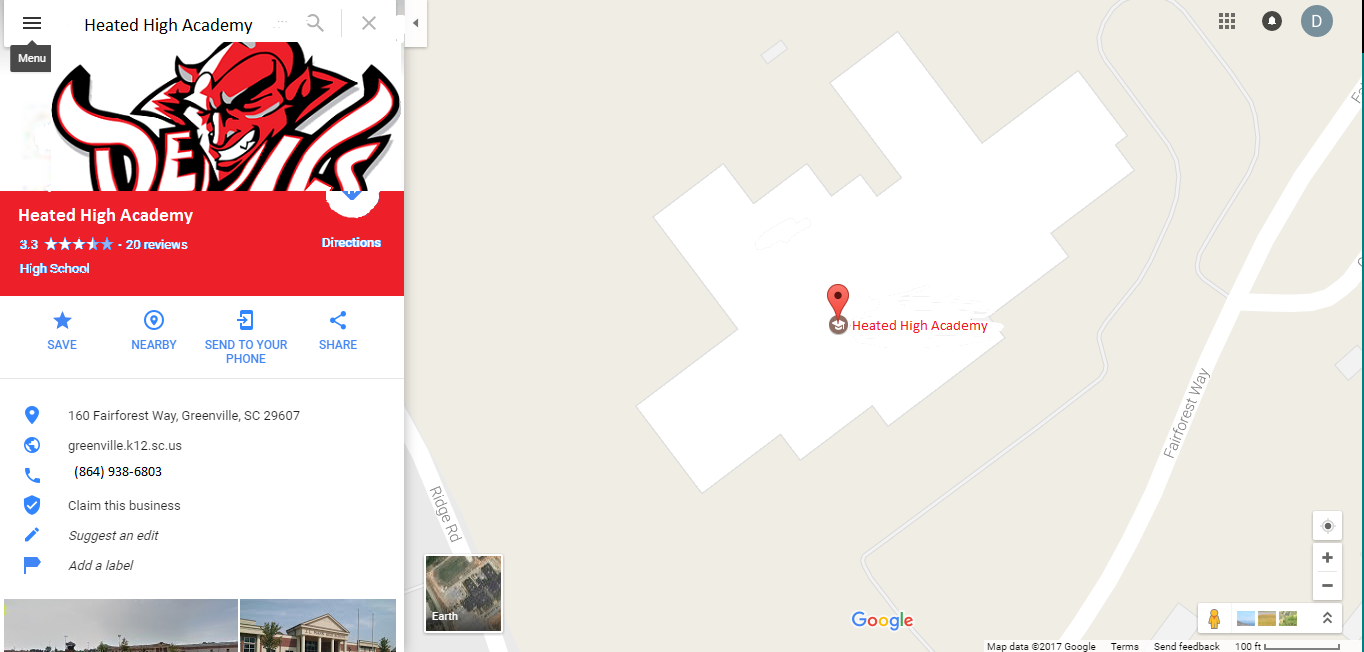 Heated High Academy
Menu
DEVILS
Heated High Academy
3.3 · 20 reviews
Directions
High School
SAVE
NEARBY
SEND TO YOUR
PHONE
SHARE
160 Fairforest Way, Greenville, SC 29607
greenville.k12.sc.us
(864) 938-6803
Claim this business
Suggest an edit
Add a label
D
Heated High Academy
Fairforest Way
Ridge Rd
Earth
Google
Map data ©2017 Google Terms Send feedback 100 ft